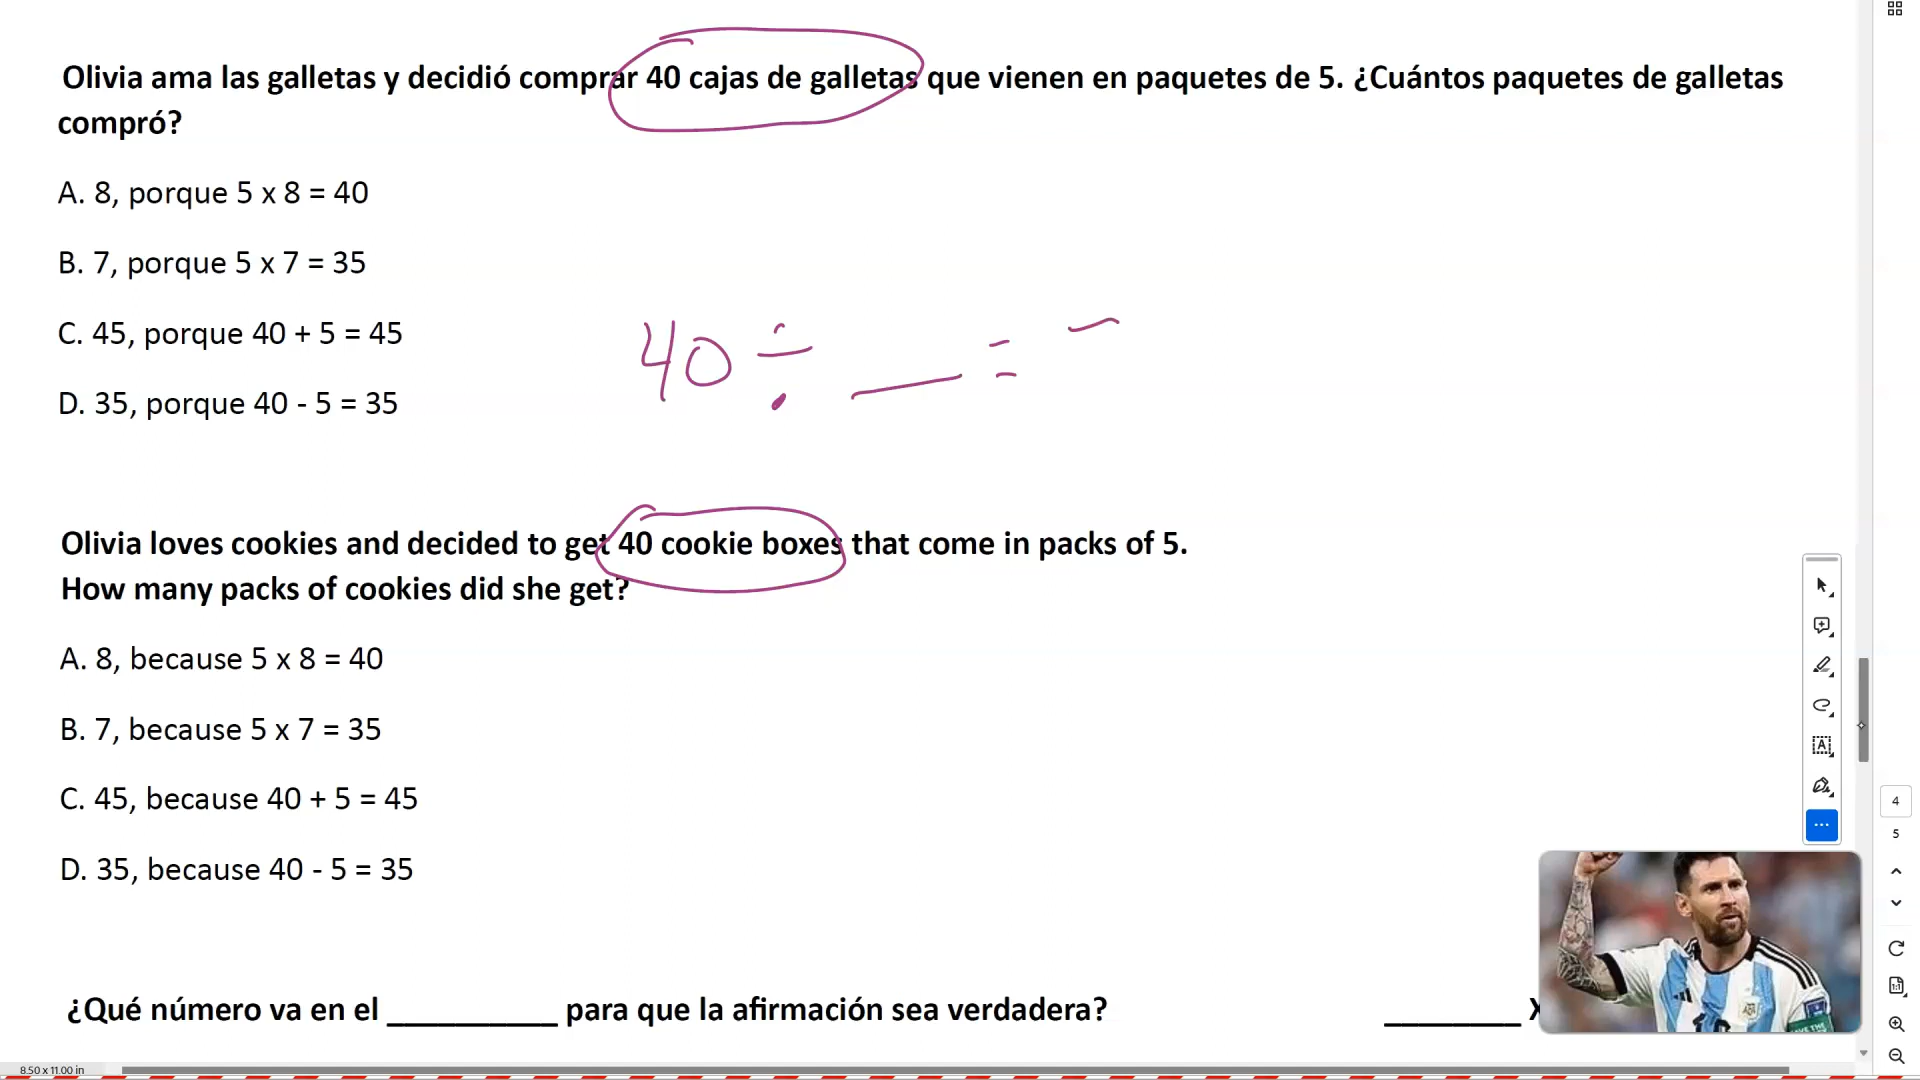 Olivia ama las galletas y decidió comprar 40 cajas de galletas que vienen en paquetes de 5. ¿Cuántos paquetes de galletas
compró?
A. 8, porque 5 x 8 = 40
B. 7, porque 5 x 7 = 35
C. 45, porque 40 + 5 = 45
D. 35, porque 40 - 5 = 35
40 ÷ ___ =
Olivia loves cookies and decided to get 40 cookie boxes that come in packs of 5.
How many packs of cookies did she get?
A. 8, because 5 x 8 = 40
B. 7, because 5 x 7 = 35
C. 45, because 40 + 5 = 45
D. 35, because 40 - 5 = 35
¿Qué número va en el __________ para que la afirmación sea verdadera? ________ X
4
5
8.50 x 11.00 in